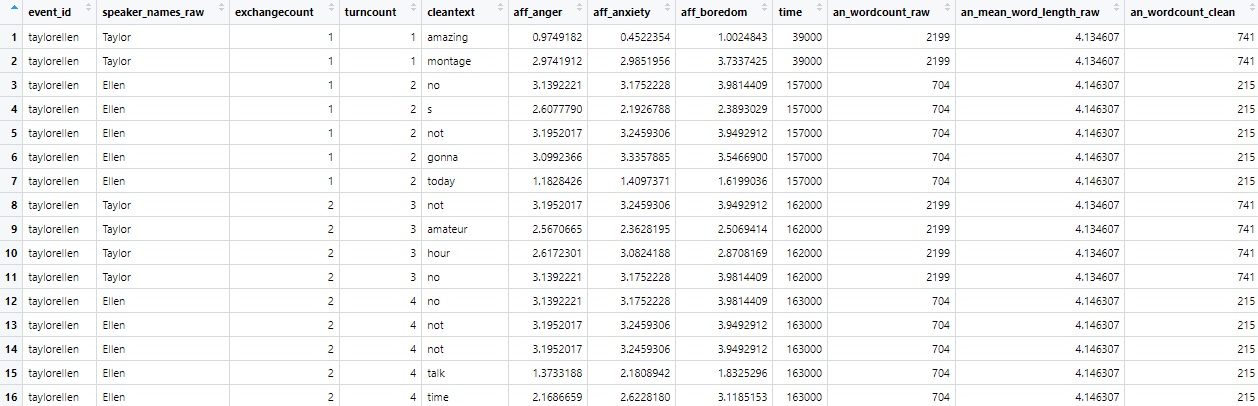 event_id speaker_names_raw exchangecount turncount cleantext aff_anger aff_anxiety aff_boredom time an_wordcount_raw an_mean_word_length_raw an_wordcount_clean
1 taylorellen Taylor 1 1 amazing 0.9749182 0.4522354 1.0024843 39000 2199 4.134607 741
2 taylorellen Taylor 1 1 montage 2.9741912 2.9851956 3.7337425 39000 2199 4.134607 741
3 taylorellen Ellen 1 2 no 3.1392221 3.1752228 3.9814409 157000 704 4.146307 215
4 taylorellen Ellen 1 2 s 2.6077790 2.1926788 2.3893029 157000 704 4.146307 215
5 taylorellen Ellen 1 2 not 3.1952017 3.2459306 3.9492912 157000 704 4.146307 215
6 taylorellen Ellen 1 2 gonna 3.0992366 3.3357885 3.5466900 157000 704 4.146307 215
7 taylorellen Ellen 1 2 today 1.1828426 1.4097371 1.6199036 157000 704 4.146307 215
8 taylorellen Taylor 2 3 not 3.1952017 3.2459306 3.9492912 162000 2199 4.134607 741
9 taylorellen Taylor 2 3 amateur 2.5670665 2.3628195 2.5069414 162000 2199 4.134607 741
10 taylorellen Taylor 2 3 hour 2.6172301 3.0824188 2.8708169 162000 2199 4.134607 741
11 taylorellen Taylor 2 3 no 3.1392221 3.1752228 3.9814409 162000 2199 4.134607 741
12 taylorellen Ellen 2 4 no 3.1392221 3.1752228 3.9814409 163000 704 4.146307 215
13 taylorellen Ellen 2 4 not 3.1952017 3.2459306 3.9492912 163000 704 4.146307 215
14 taylorellen Ellen 2 4 not 3.1952017 3.2459306 3.9492912 163000 704 4.146307 215
15 taylorellen Ellen 2 4 talk 1.3733188 2.1808942 1.8325296 163000 704 4.146307 215
16 taylorellen Ellen 2 4 time 2.1686659 2.6228180 3.1185153 163000 704 4.146307 215